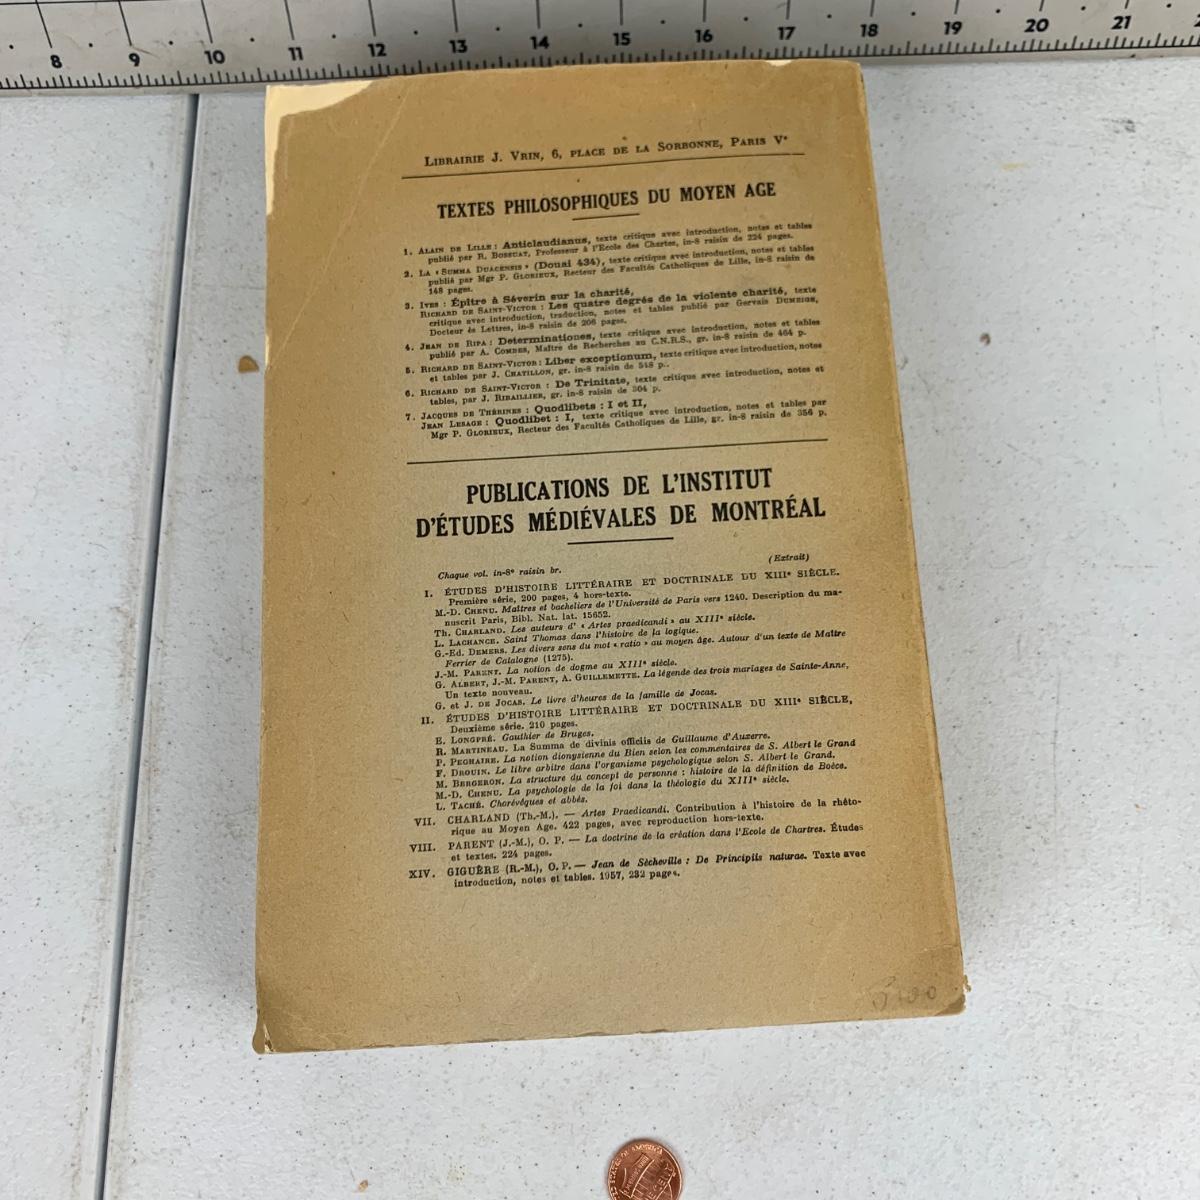 8 9 10 11 12 13 14 15 16 17 18 19 20 21
LIBRAIRIE J. VRIN, 6, PLACE DE LA SORBONNE, PARIS Vᵉ
TEXTES PHILOSOPHIQUES DU MOYEN AGE
1. ALAIN DE LILLE : Anticlaudianus, texte critique avec introduction, notes et tables
publié par R. BOSSUAT, Professeur à l'Ecole des Chartes, in-8 raisin de 224 pages.
2. LA « SUMMA DUACENSIS » (Douai 434), texte critique avec introduction, notes et tables
publié par Mgr P. GLORIEUX, Recteur des Facultés Catholiques de Lille, in-8 raisin de
148 pages.
3. IVES : Épître à Séverin sur la charité,
RICHARD DE SAINT-VICTOR : Les quatre degrés de la violente charité, texte
critique avec introduction, traduction, notes et tables publié par Gervais DUMEIGE,
Docteur ès Lettres, in-8 raisin de 206 pages.
4. JEAN DE RIPA : Determinationes, texte critique avec introduction, notes et tables
publié par A. COMBES, Maître de Recherches au C.N.R.S., gr. in-8 raisin de 464 p.
5. RICHARD DE SAINT-VICTOR : Liber exceptionum, texte critique avec introduction, notes
et tables par J. CHATILLON, gr. in-8 raisin de 548 p..
6. RICHARD DE SAINT-VICTOR : De Trinitate, texte critique avec introduction, notes et
tables, par J. RIBAILLIER, gr. in-8 raisin de 304 p.
7. JACQUES DE THÉRINES : Quodlibets : I et II,
JEAN LESAGE : Quodlibet : I, texte critique avec introduction, notes et tables par
Mgr P. GLORIEUX, Recteur des Facultés Catholiques de Lille, gr. in-8 raisin de 356 p.
PUBLICATIONS DE L'INSTITUT
D'ÉTUDES MÉDIÉVALES DE MONTRÉAL
(Extrait)
Chaque vol. in-8º raisin br.
I. ÉTUDES D'HISTOIRE LITTÉRAIRE ET DOCTRINALE DU XIIIᵉ SIÈCLE.
Première série, 200 pages, 4 hors-texte.
M.-D. CHENU. Maîtres et bacheliers de l'Université de Paris vers 1240. Description du ma-
nuscrit Paris, Bibl. Nat. lat. 15652.
Th. CHARLAND. Les auteurs d' « Artes praedicandi » au XIIIᵉ siècle.
L. LACHANCE. Saint Thomas dans l'histoire de la logique.
G.-Ed. DEMERS. Les divers sens du mot « ratio » au moyen âge. Autour d'un texte de Maître
Ferrier de Catalogne (1275).
J.-M. PARENT. La notion de dogme au XIIIᵉ siècle.
G. ALBERT, J.-M. PARENT, A. GUILLEMETTE. La légende des trois mariages de Sainte-Anne,
Un texte nouveau.
G. et J. DE JOCAS. Le livre d'heures de la famille de Jocas.
II. ÉTUDES D'HISTOIRE LITTÉRAIRE ET DOCTRINALE DU XIIIᵉ SIÈCLE,
Deuxième série. 210 pages.
E. LONGPRÉ. Gauthier de Bruges.
R. MARTINEAU. La Summa de divinis officiis de Guillaume d'Auxerre.
P. PEGHAIRE. La notion dionysienne du Bien selon les commentaires de S. Albert le Grand
F. DROUIN. Le libre arbitre dans l'organisme psychologique selon S. Albert le Grand,
M. BERGERON. La structure du concept de personne : histoire de la définition de Boèce.
M.-D. CHENU. La psychologie de la foi dans la théologie du XIIIᵉ siècle.
L. TACHÉ. Chorévêques et abbés.
VII. CHARLAND (Th.-M.). — Artes Praedicandi. Contribution à l'histoire de la rhéto-
rique au Moyen Age. 422 pages, avec reproduction hors-texte.
VIII. PARENT (J.-M.), O. P. — La doctrine de la création dans l'Ecole de Chartres. Études
et textes. 224 pages.
XIV. GIGUÈRE (R.-M.), O. P. — Jean de Sècheville : De Principiis naturae. Texte avec
introduction, notes et tables. 1957, 232 pages.